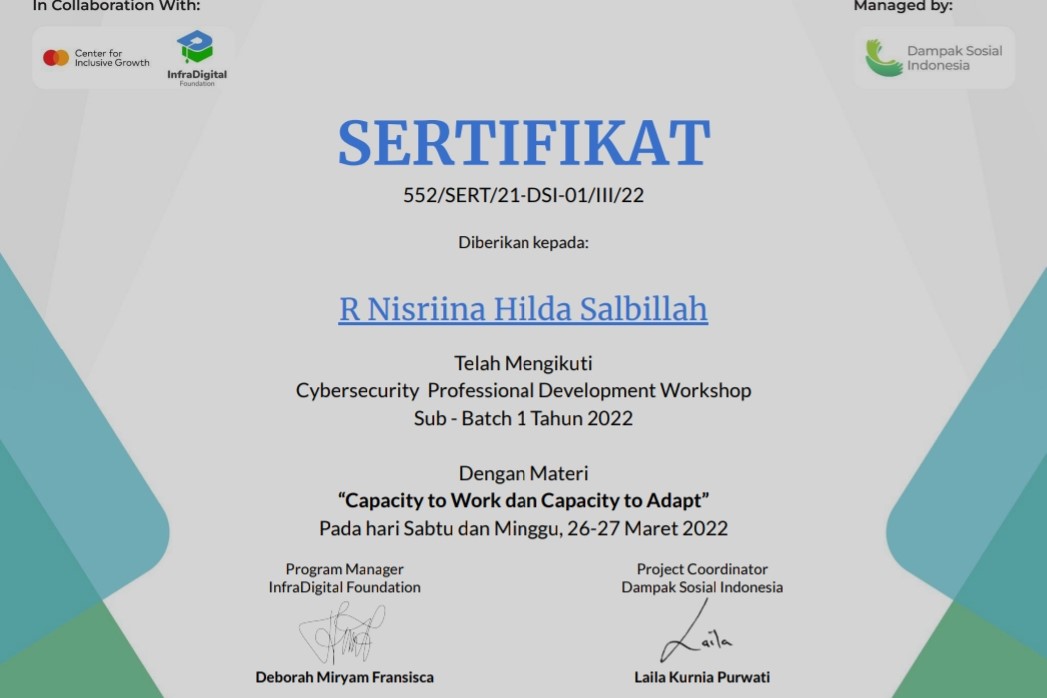 In Collaboration With:
Managed by:
Center for
Inclusive Growth
InfraDigital
Foundation
Dampak Sosial
Indonesia
SERTIFIKAT
552/SERT/21-DSI-01/III/22
Diberikan kepada:
R Nisriina Hilda Salbillah
Telah Mengikuti
Cybersecurity Professional Development Workshop
Sub - Batch 1 Tahun 2022
Dengan Materi
“Capacity to Work dan Capacity to Adapt”
Pada hari Sabtu dan Minggu, 26-27 Maret 2022
Program Manager
InfraDigital Foundation
Project Coordinator
Dampak Sosial Indonesia
Laila
Deborah Miryam Fransisca
Laila Kurnia Purwati